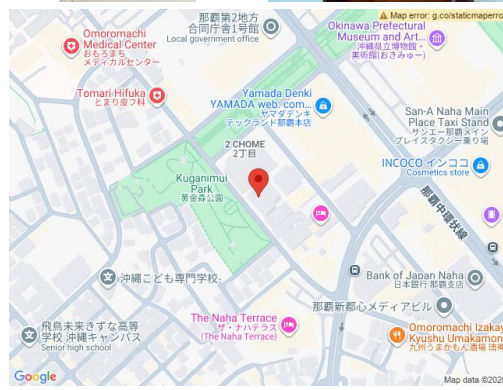 ⚠ Map error: g.co/staticmaperro
那覇第2地方
合同庁舎1号館
Local government office
Okinawa Prefectural
Museum and Art...
沖縄県立博物館・
美術館(おきみゅー)
Omoromachi
Medical Center
おもろまち
メディカルセンター
Tomari Hifuka
とまり皮フ科
Yamada Denki
YAMADA web. com...
ヤマダデンキ
テックランド那覇本店
San-A Naha Main
Place Taxi Stand
サンエー那覇メイン
プレイスタクシー乗り場
2 CHOME
2丁目
INCOCO インココ
Cosmetics store
Kuganimui
Park
黄金森公園
那覇中環状線
沖縄こども専門学校
Bank of Japan Naha
日本銀行 那覇支店
那覇新都心メディアビル
飛鳥未来きずな高等
学校 沖縄キャンパス
Senior high school
The Naha Terrace
ザ・ナハテラス
(The Naha Terrace)
Omoromachi Izakay
Kyushu Umakamon
九州うまかもん酒場 琉神
Google
Map data ©2026